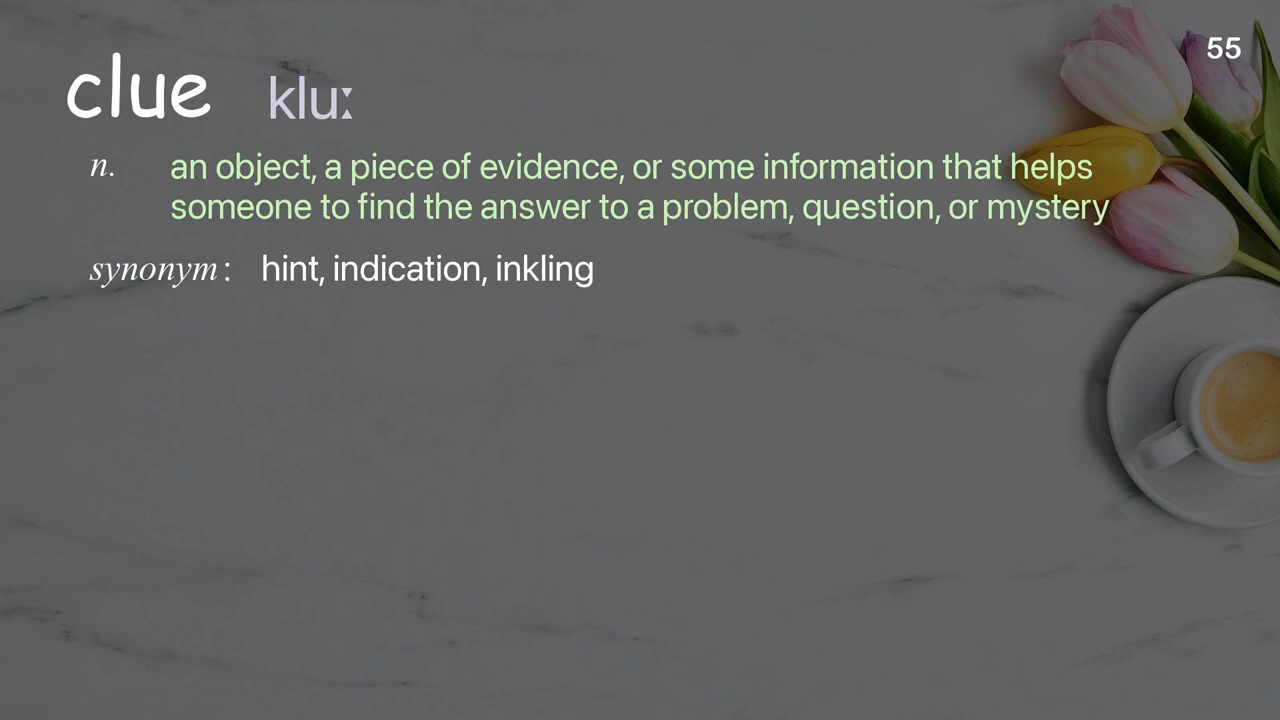 55
clue kluː
n. an object, a piece of evidence, or some information that helps
someone to find the answer to a problem, question, or mystery
synonym: hint, indication, inkling